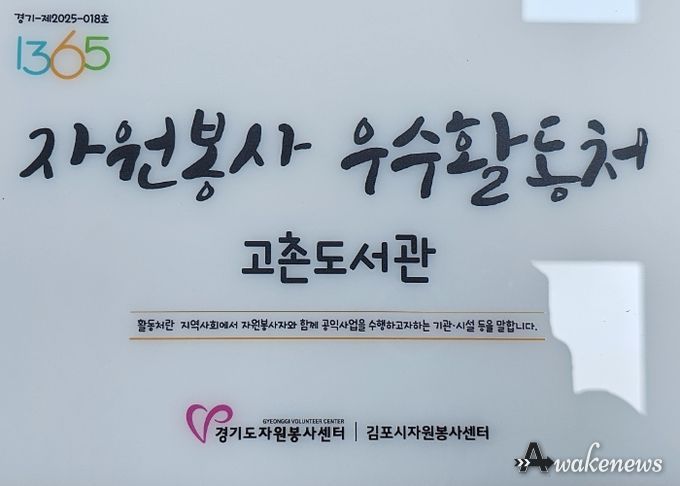 경기-제2025-018호
1365
자원봉사 우수활동처
고촌도서관
활동처란 지역사회에서 자원봉사자와 함께 공익사업을 수행하고자하는 기관·시설 등을 말합니다.
GYEONGGI VOLUNTEER CENTER
경기도자원봉사센터 | 김포시자원봉사센터
Awakenews